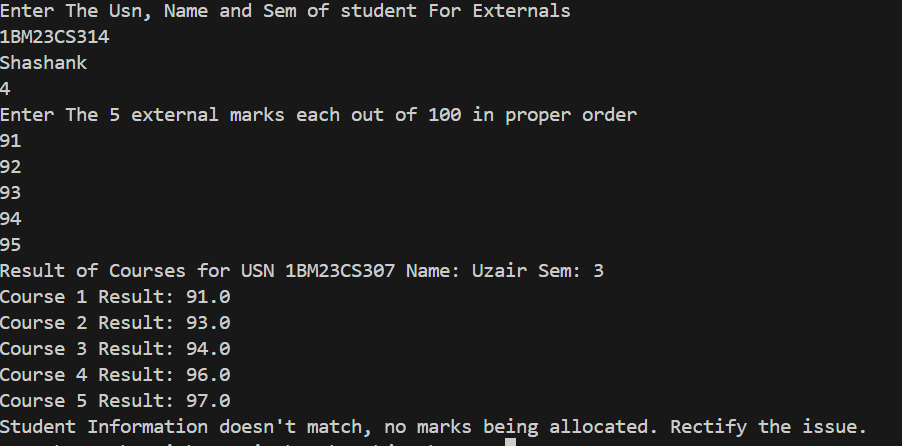 Enter The Usn, Name and Sem of student For Externals
1BM23CS314
Shashank
4
Enter The 5 external marks each out of 100 in proper order
91
92
93
94
95
Result of Courses for USN 1BM23CS307 Name: Uzair Sem: 3
Course 1 Result: 91.0
Course 2 Result: 93.0
Course 3 Result: 94.0
Course 4 Result: 96.0
Course 5 Result: 97.0
Student Information doesn't match, no marks being allocated. Rectify the issue.